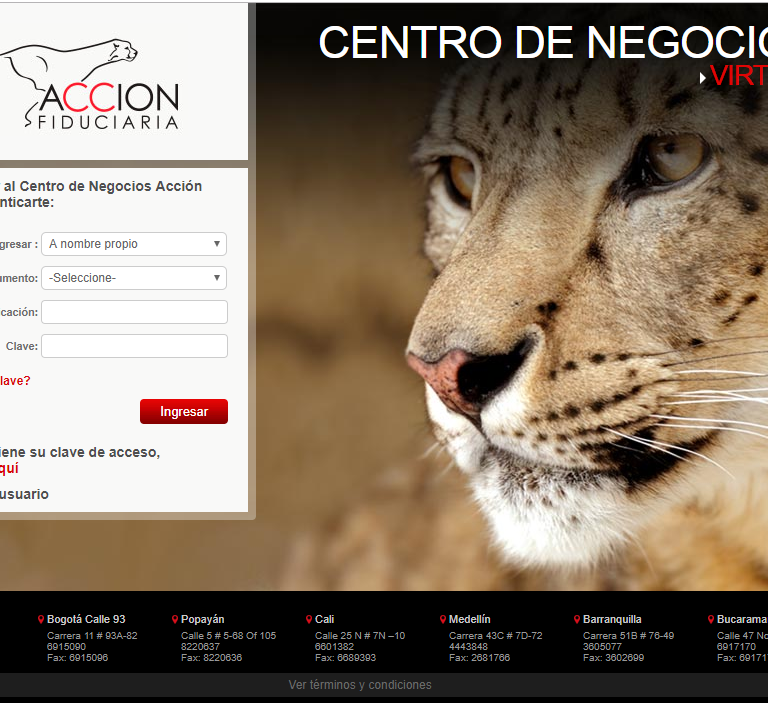 ACCION
FIDUCIARIA
CENTRO DE NEGOCIO
VIRT
al Centro de Negocios Acción
nticarte:
gresar :
A nombre propio
umento:
-Seleccione-
cación:
Clave:
lave?
Ingresar
iene su clave de acceso,
quí
usuario
Bogotá Calle 93
Carrera 11 # 93A-82
6915090
Fax: 6915096
Popayán
Calle 5 # 5-68 Of 105
8220637
Fax: 8220636
Cali
Calle 25 N # 7N –10
6601382
Fax: 6689393
Medellín
Carrera 43C # 7D-72
4443848
Fax: 2681766
Barranquilla
Carrera 51B # 76-49
3605077
Fax: 3602699
Bucarama
Calle 47 No
6917170
Fax: 69171
Ver términos y condiciones